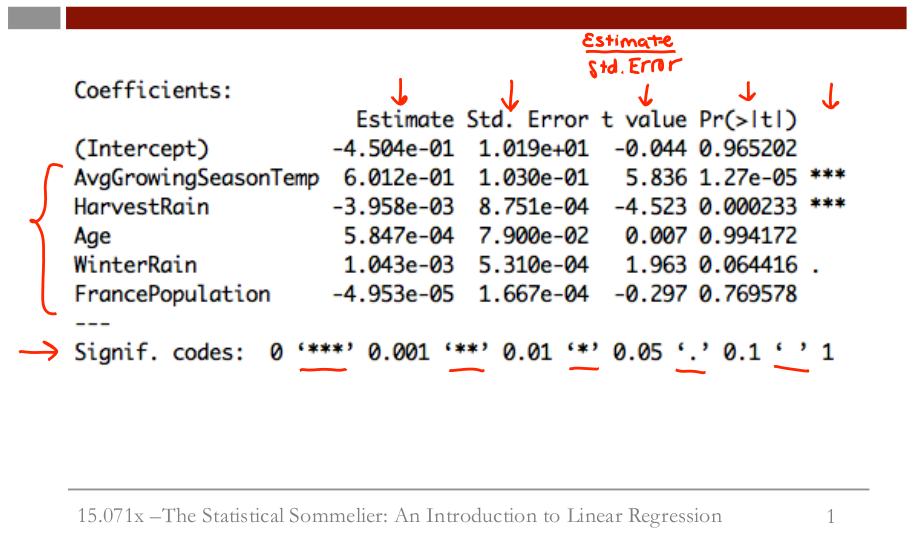 Estimate
Std. Error
Coefficients:
Estimate Std. Error t value Pr(>|t|)
(Intercept) -4.504e-01 1.019e+01 -0.044 0.965202
AvgGrowingSeasonTemp 6.012e-01 1.030e-01 5.836 1.27e-05 ***
HarvestRain -3.958e-03 8.751e-04 -4.523 0.000233 ***
Age 5.847e-04 7.900e-02 0.007 0.994172
WinterRain 1.043e-03 5.310e-04 1.963 0.064416 .
FrancePopulation -4.953e-05 1.667e-04 -0.297 0.769578
---
Signif. codes: 0 ‘***’ 0.001 ‘**’ 0.01 ‘*’ 0.05 ‘.’ 0.1 ‘ ’ 1
15.071x –The Statistical Sommelier: An Introduction to Linear Regression 1